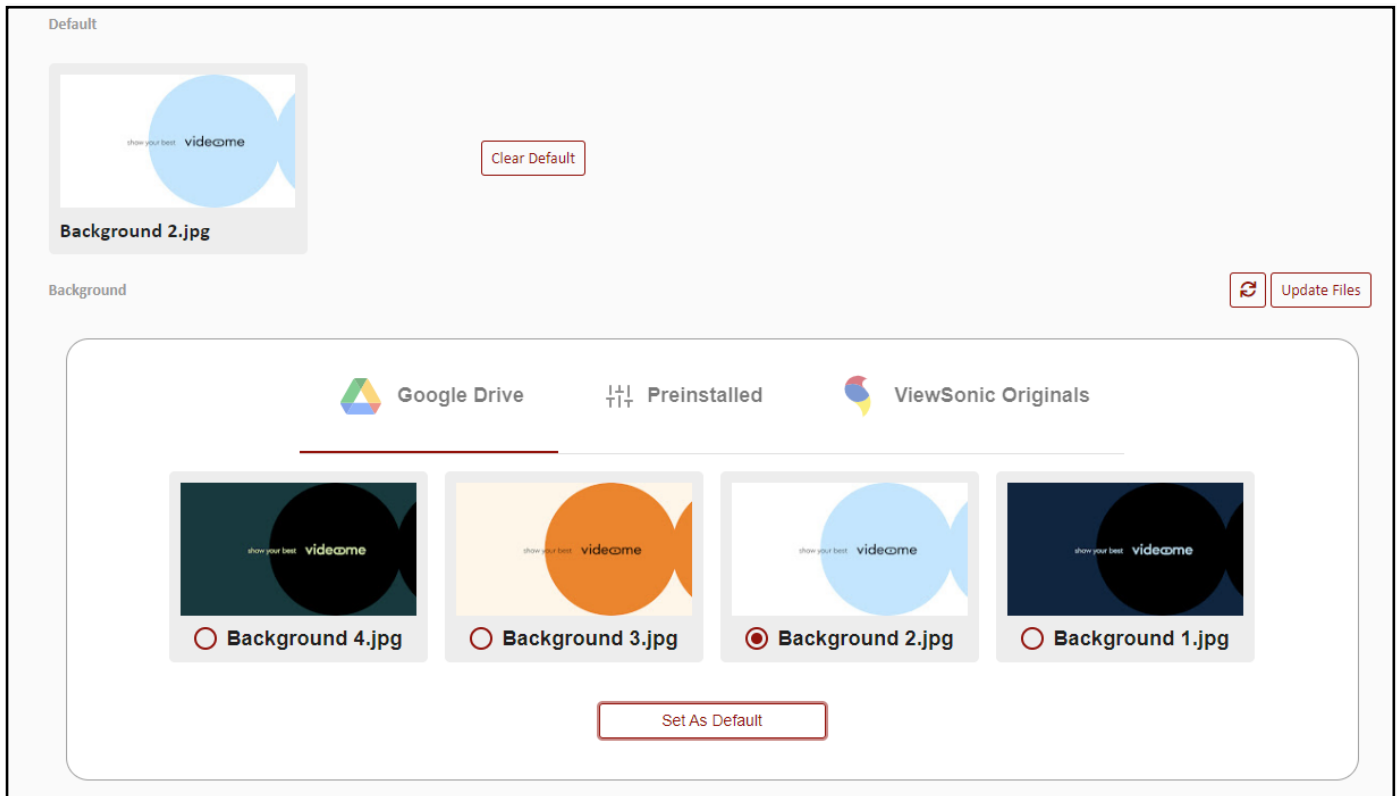 Default
show your best videome
Clear Default
Background 2.jpg
Background
Update Files
Google Drive
Preinstalled
ViewSonic Originals
show your best videome
show your best videome
show your best videome
show your best videome
Background 4.jpg
Background 3.jpg
Background 2.jpg
Background 1.jpg
Set As Default